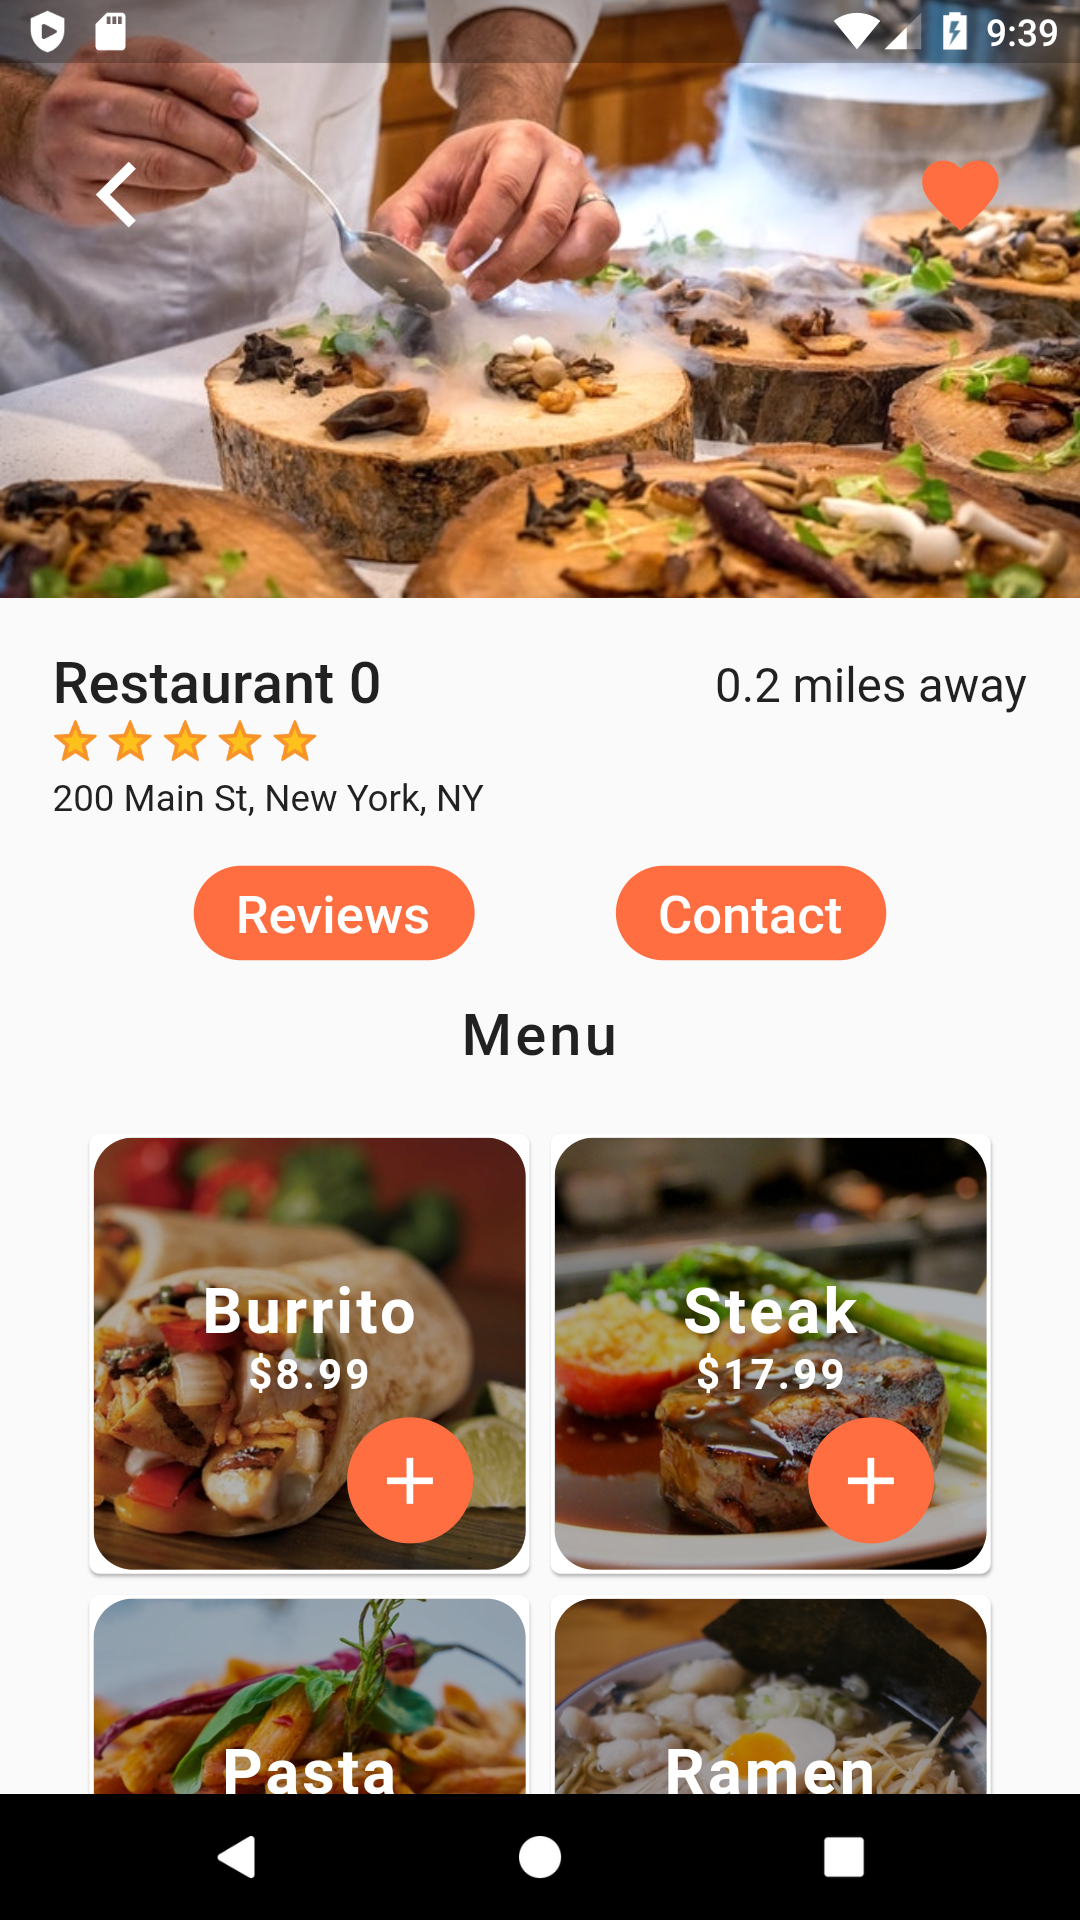 9:39
Restaurant 0
0.2 miles away
200 Main St, New York, NY
Reviews
Contact
Menu
Burrito
$8.99
Steak
$17.99
Pasta
Ramen